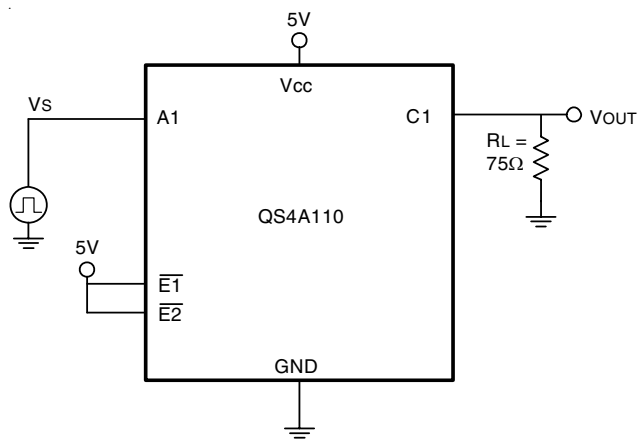 5V
VCC
VS
A1
C1
VOUT
RL =
75Ω
QS4A110
5V
E1
E2
GND